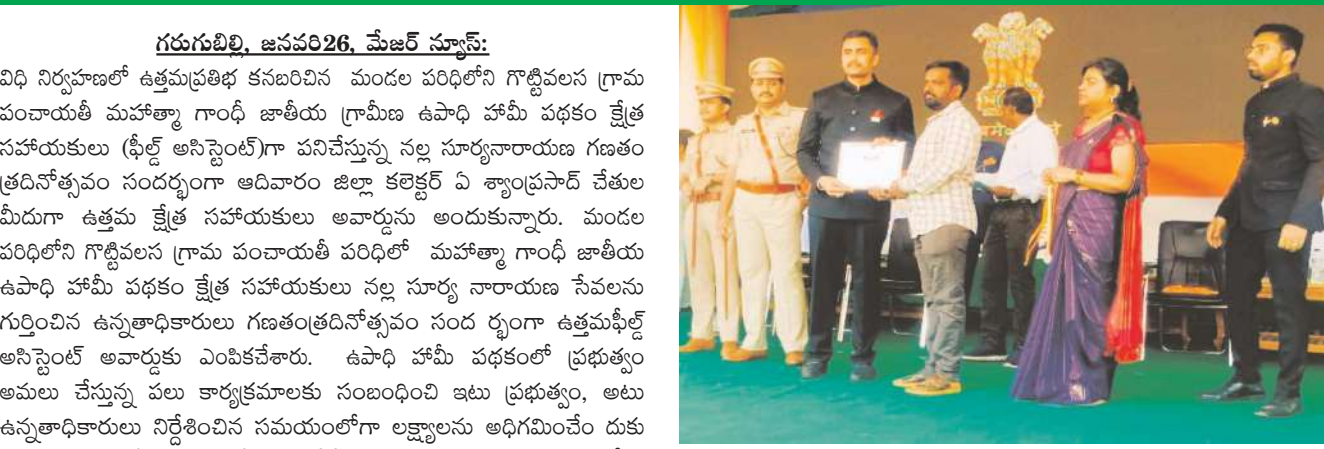 గరుగుబిల్లి, జనవరి26, మేజర్ న్యూస్:
విధి నిర్వహణలో ఉత్తమప్రతిభ కనబరిచిన మండల పరిధిలోని గొట్టివలస గ్రామ
పంచాయతీ మహాత్మా గాంధీ జాతీయ గ్రామీణ ఉపాధి హామీ పథకం క్షేత్ర
సహాయకులు (ఫీల్డ్ అసిస్టెంట్)గా పనిచేస్తున్న నల్ల సూర్యనారాయణ గణతం
త్రదినోత్సవం సందర్భంగా ఆదివారం జిల్లా కలెక్టర్ ఏ శ్యాంప్రసాద్ చేతుల
మీదుగా ఉత్తమ క్షేత్ర సహాయకులు అవార్డును అందుకున్నారు. మండల
పరిధిలోని గొట్టివలస గ్రామ పంచాయతీ పరిధిలో మహాత్మా గాంధీ జాతీయ
ఉపాధి హామీ పథకం క్షేత్ర సహాయకులు నల్ల సూర్య నారాయణ సేవలను
గుర్తించిన ఉన్నతాధికారులు గణతంత్రదినోత్సవం సంద ర్భంగా ఉత్తమఫీల్డ్
అసిస్టెంట్ అవార్డుకు ఎంపికచేశారు. ఉపాధి హామీ పథకంలో ప్రభుత్వం
అమలు చేస్తున్న పలు కార్యక్రమాలకు సంబంధించి ఇటు ప్రభుత్వం, అటు
ఉన్నతాధికారులు నిర్దేశించిన సమయంలోగా లక్ష్యాలను అధిగమించేం దుకు